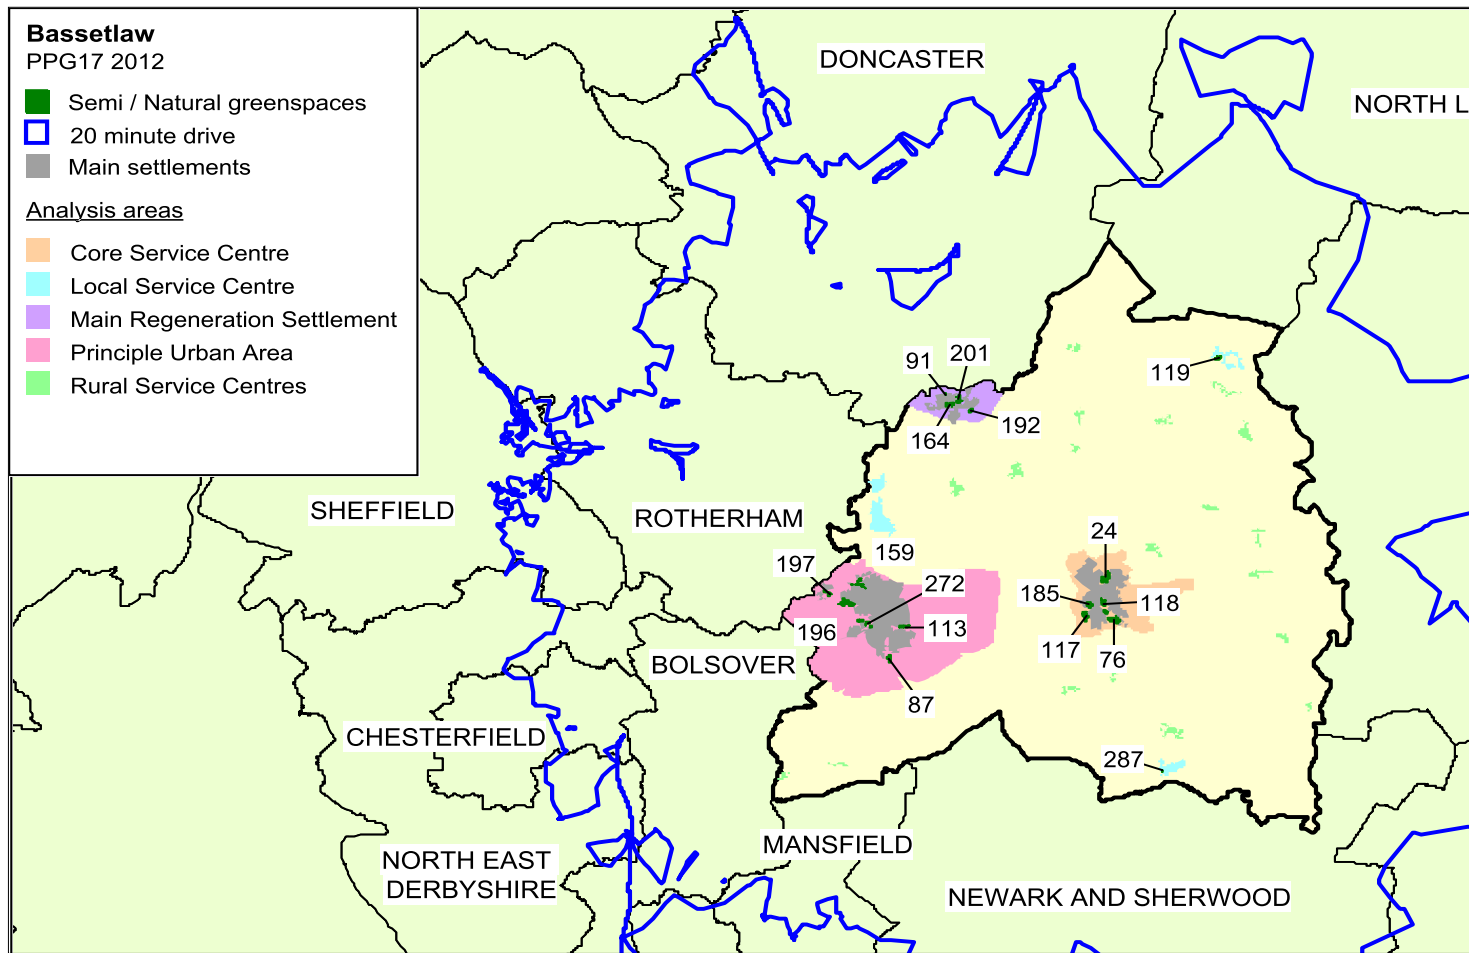 Bassetlaw
PPG17 2012
Semi / Natural greenspaces
20 minute drive
Main settlements
Analysis areas
Core Service Centre
Local Service Centre
Main Regeneration Settlement
Principle Urban Area
Rural Service Centres
DONCASTER
NORTH L
91
201
119
164
192
SHEFFIELD
ROTHERHAM
24
159
197
272
185
118
196
113
117
76
BOLSOVER
87
CHESTERFIELD
287
MANSFIELD
NORTH EAST
DERBYSHIRE
NEWARK AND SHERWOOD